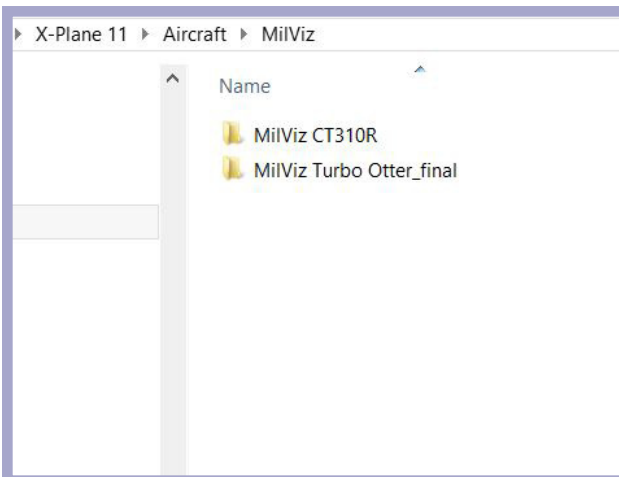 X-Plane 11 Aircraft MilViz
Name
MilViz CT310R
MilViz Turbo Otter_final